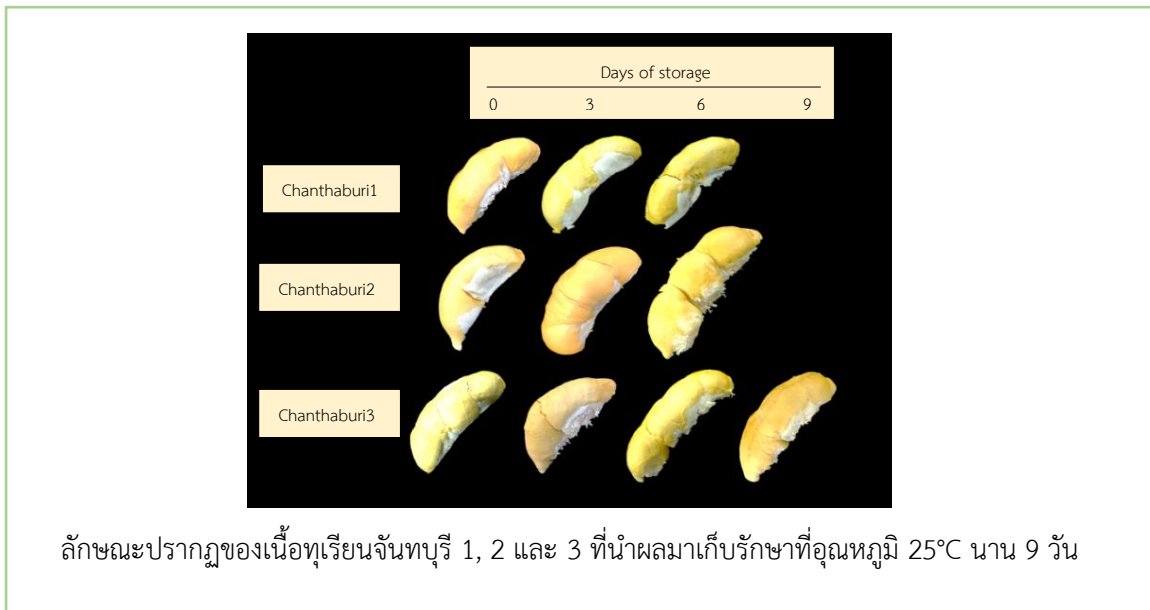 Days of storage
0 3 6 9
Chanthaburi1
Chanthaburi2
Chanthaburi3
ลักษณะปรากฏของเนื้อทุเรียนจันทบุรี 1, 2 และ 3 ที่นำผลมาเก็บรักษาที่อุณหภูมิ 25°C นาน 9 วัน